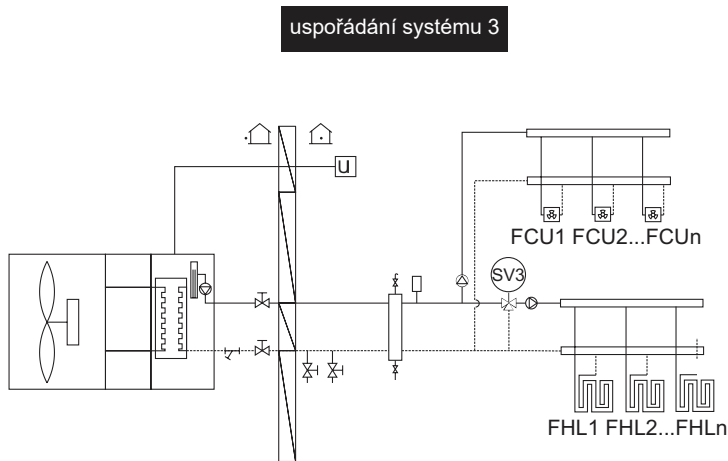 uspořádání systému 3
u
FCU1 FCU2...FCUn
SV3
FHL1 FHL2...FHLn